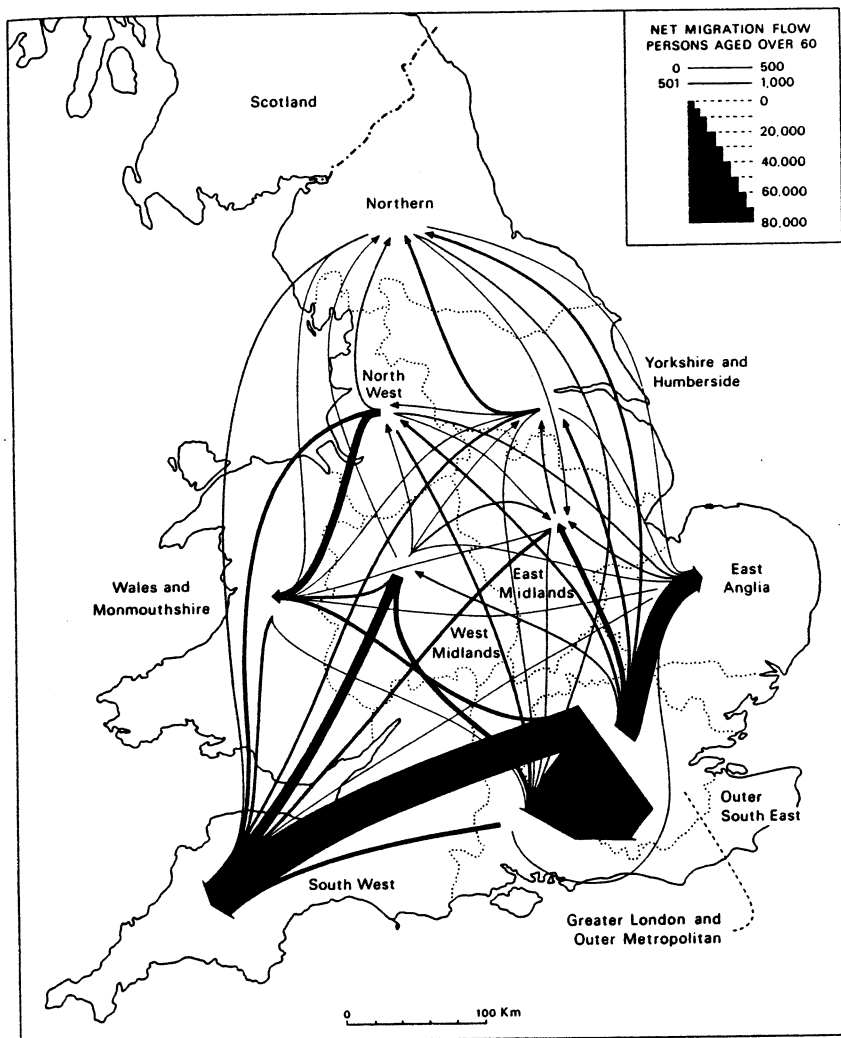 NET MIGRATION FLOW
PERSONS AGED OVER 60
0 500
501 1,000
0
20,000
40,000
60,000
80,000
Scotland
Northern
Yorkshire and
Humberside
North
West
East
Anglia
East
Midlands
Wales and
Monmouthshire
West
Midlands
Outer
South East
South West
Greater London and
Outer Metropolitan
0 100 Km